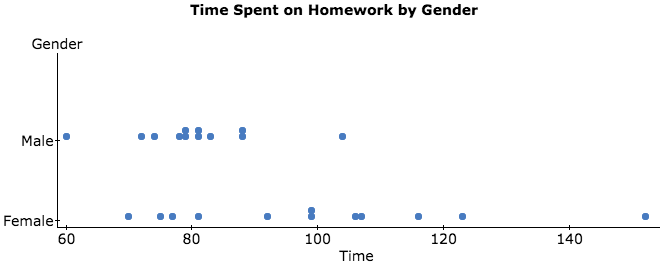 Time Spent on Homework by Gender
Gender
Male
Female
60 80 100 120 140
Time